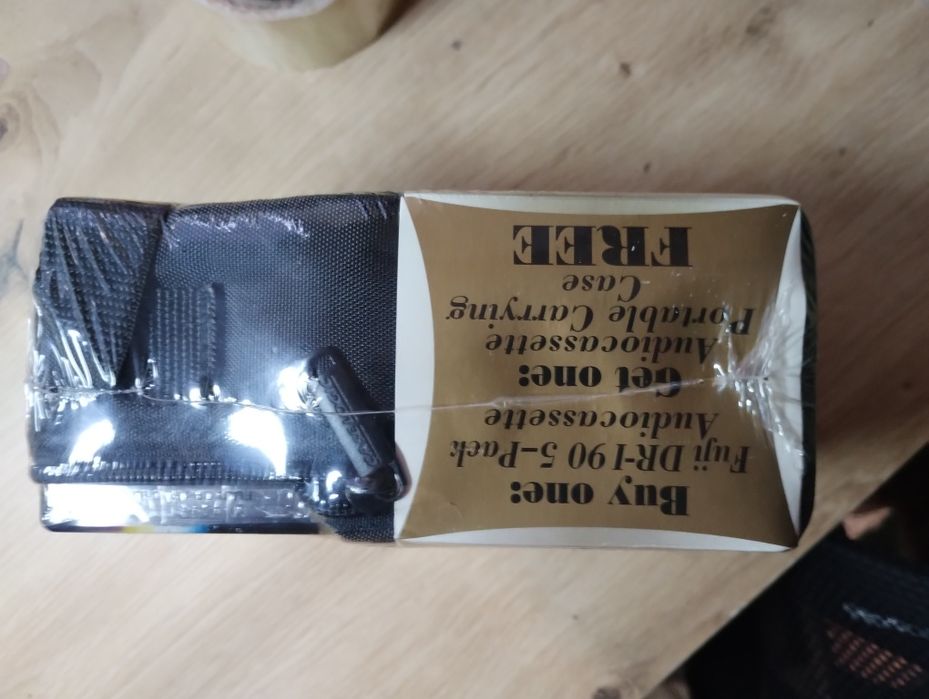 Buy one:
Fuji DR-I 90 5-Pack
Audiocassette
Get one:
Audiocassette
Portable Carrying
Case
FREE